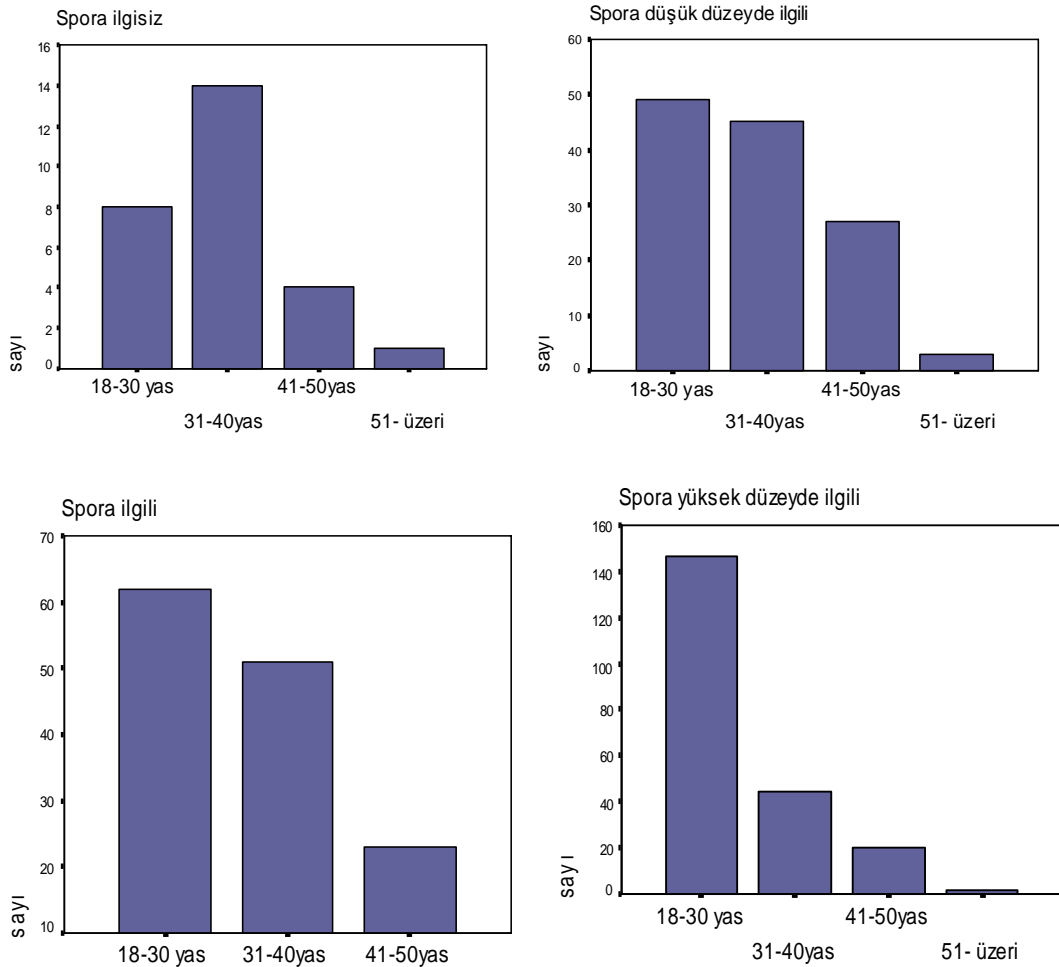 Spora ilgisiz
16
14
12
10
8
6
4
2
0
sayı
18-30 yas
41-50yas
31-40yas
51- üzeri
Spora düşük düzeyde ilgili
60
50
40
30
20
10
0
sayı
18-30 yas
41-50yas
31-40yas
51- üzeri
Spora ilgili
70
60
50
40
30
20
10
sayı
18-30 yas
31-40yas
41-50yas
Spora yüksek düzeyde ilgili
160
140
120
100
80
60
40
20
0
sayı
18-30 yas
41-50yas
31-40yas
51- üzeri